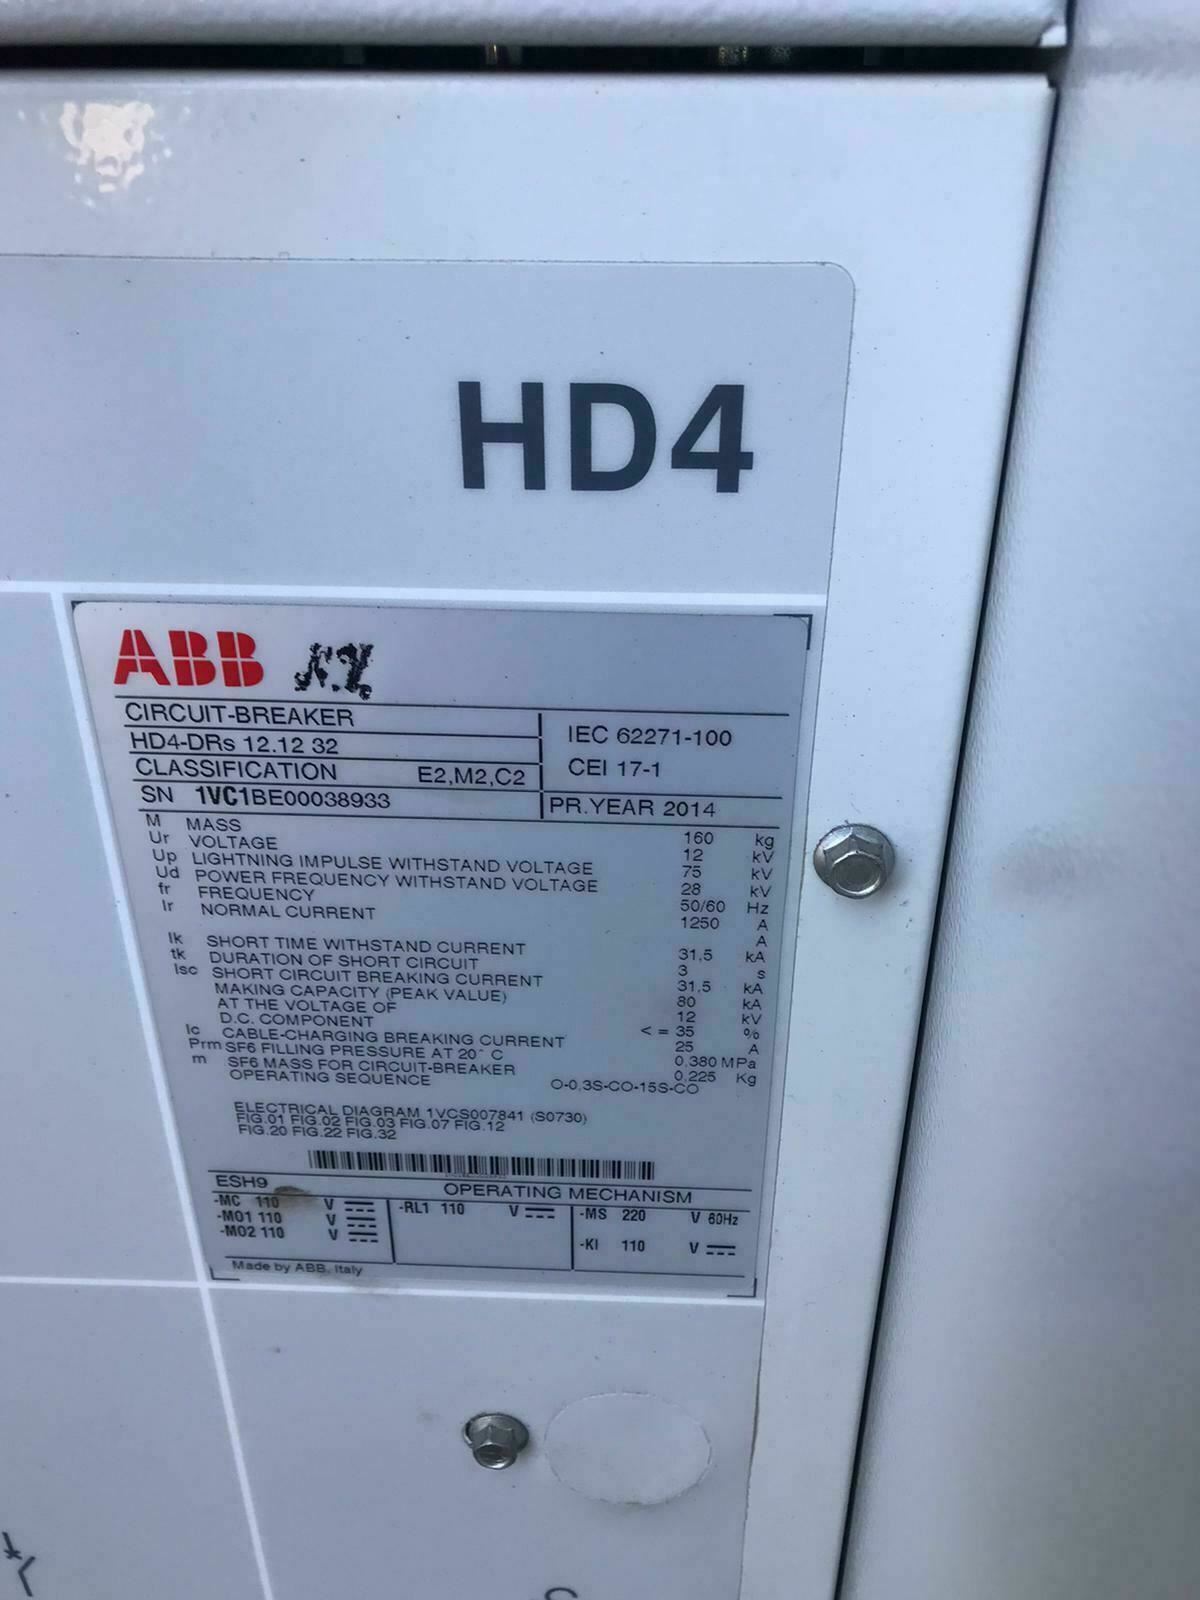 HD4
ABB
CIRCUIT-BREAKER
HD4-DRs 12.12 32
IEC 62271-100
CLASSIFICATION E2,M2,C2
CEI 17-1
SN 1VC1BE00038933
PR.YEAR 2014
M MASS 160 kg
Ur VOLTAGE 12 kV
Up LIGHTNING IMPULSE WITHSTAND VOLTAGE 75 kV
Ud POWER FREQUENCY WITHSTAND VOLTAGE 28 kV
fr FREQUENCY 50/60 Hz
Ir NORMAL CURRENT 1250 A
A
Ik SHORT TIME WITHSTAND CURRENT 31,5 kA
tk DURATION OF SHORT CIRCUIT 3 s
Isc SHORT CIRCUIT BREAKING CURRENT 31,5 kA
MAKING CAPACITY (PEAK VALUE) 80 kA
AT THE VOLTAGE OF 12 kV
D.C. COMPONENT <= 35 %
Ic CABLE-CHARGING BREAKING CURRENT 25 A
Prm SF6 FILLING PRESSURE AT 20° C 0,380 MPa
m SF6 MASS FOR CIRCUIT-BREAKER 0,225 Kg
OPERATING SEQUENCE O-0,3S-CO-15S-CO
ELECTRICAL DIAGRAM 1VCS007841 (S0730)
FIG.01 FIG.02 FIG.03 FIG.07 FIG.12
FIG.20 FIG.22 FIG.32
ESH9 OPERATING MECHANISM
-MC 110 V
-RL1 110 V
-MS 220 V 60Hz
-MO1 110 V
-MO2 110 V
-KI 110 V
Made by ABB, Italy